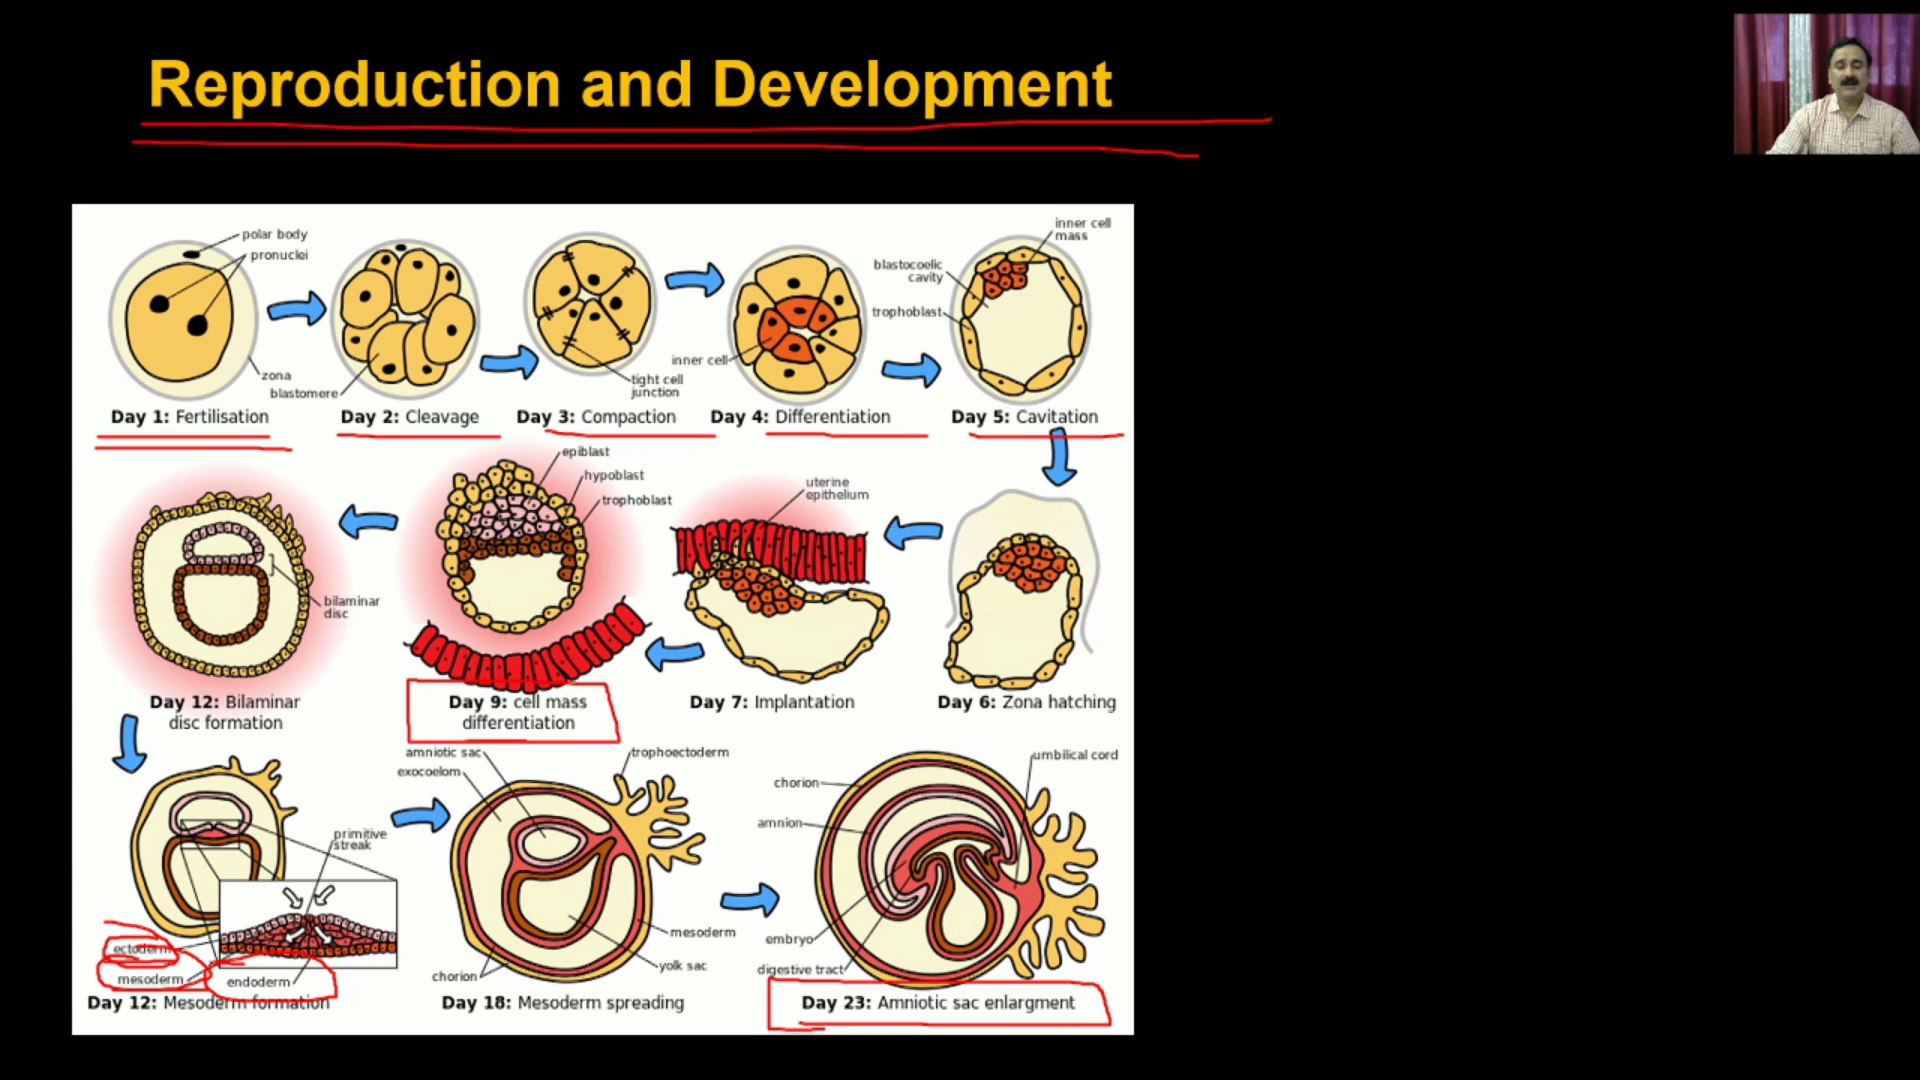 Reproduction and Development
polar body
pronuclei
zona
blastomere
tight cell
junction
inner cell
inner cell
mass
blastocoelic
cavity
trophoblast
Day 1: Fertilisation
Day 2: Cleavage
Day 3: Compaction
Day 4: Differentiation
Day 5: Cavitation
epiblast
hypoblast
trophoblast
uterine
epithelium
bilaminar
disc
Day 12: Bilaminar
disc formation
Day 9: cell mass
differentiation
Day 7: Implantation
Day 6: Zona hatching
primitive
streak
ectoderm
mesoderm
endoderm
Day 12: Mesoderm formation
amniotic sac
exocoelom
trophoectoderm
mesoderm
yolk sac
chorion
Day 18: Mesoderm spreading
umbilical cord
chorion
amnion
embryo
digestive tract
Day 23: Amniotic sac enlargment